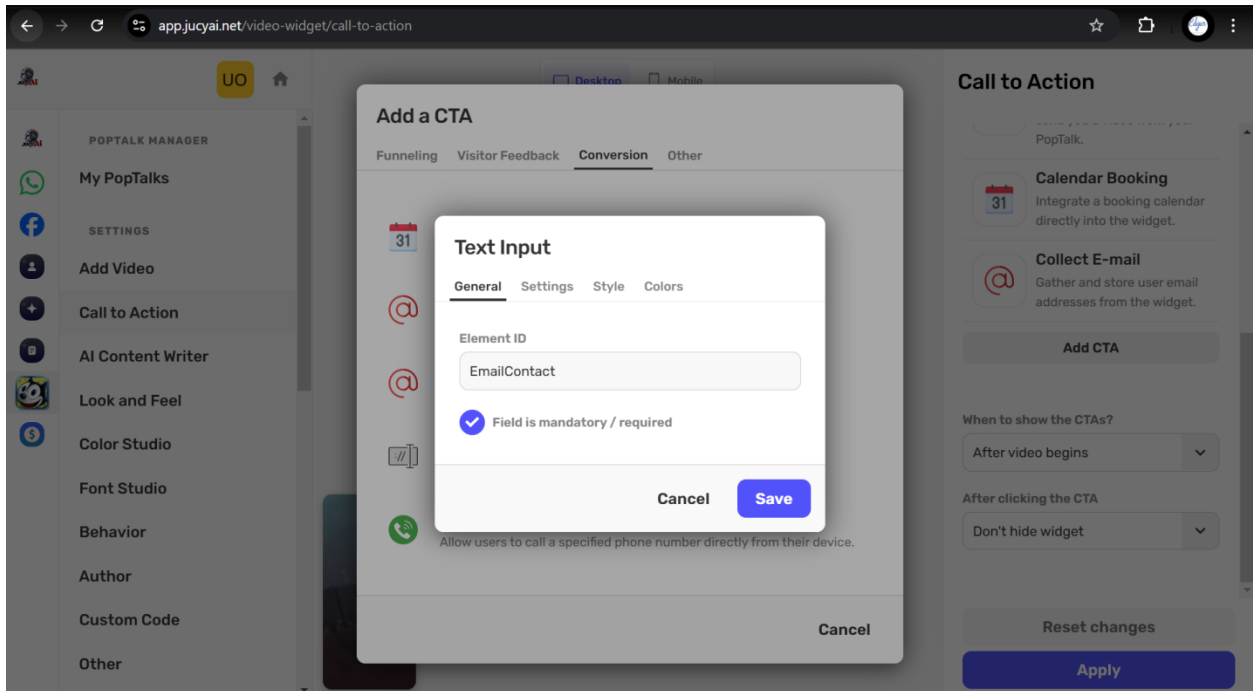 app.jucyai.net/video-widget/call-to-action
UO
POPTALK MANAGER
My PopTalks
SETTINGS
Add Video
Call to Action
AI Content Writer
Look and Feel
Color Studio
Font Studio
Behavior
Author
Custom Code
Other
Desktop
Mobile
Add a CTA
Funneling
Visitor Feedback
Conversion
Other
31
Text Input
General
Settings
Style
Colors
Element ID
EmailContact
Field is mandatory / required
Cancel
Save
Allow users to call a specified phone number directly from their device.
Cancel
Call to Action
PopTalk.
31
Calendar Booking
Integrate a booking calendar
directly into the widget.
Collect E-mail
Gather and store user email
addresses from the widget.
Add CTA
When to show the CTAs?
After video begins
After clicking the CTA
Don't hide widget
Reset changes
Apply